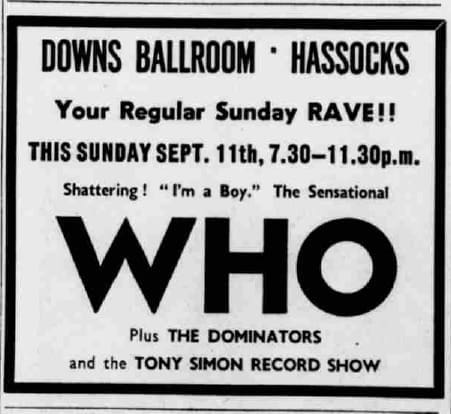 DOWNS BALLROOM · HASSOCKS
Your Regular Sunday RAVE!!
THIS SUNDAY SEPT. 11th, 7.30–11.30p.m.
Shattering! "I'm a Boy." The Sensational
WHO
Plus THE DOMINATORS
and the TONY SIMON RECORD SHOW